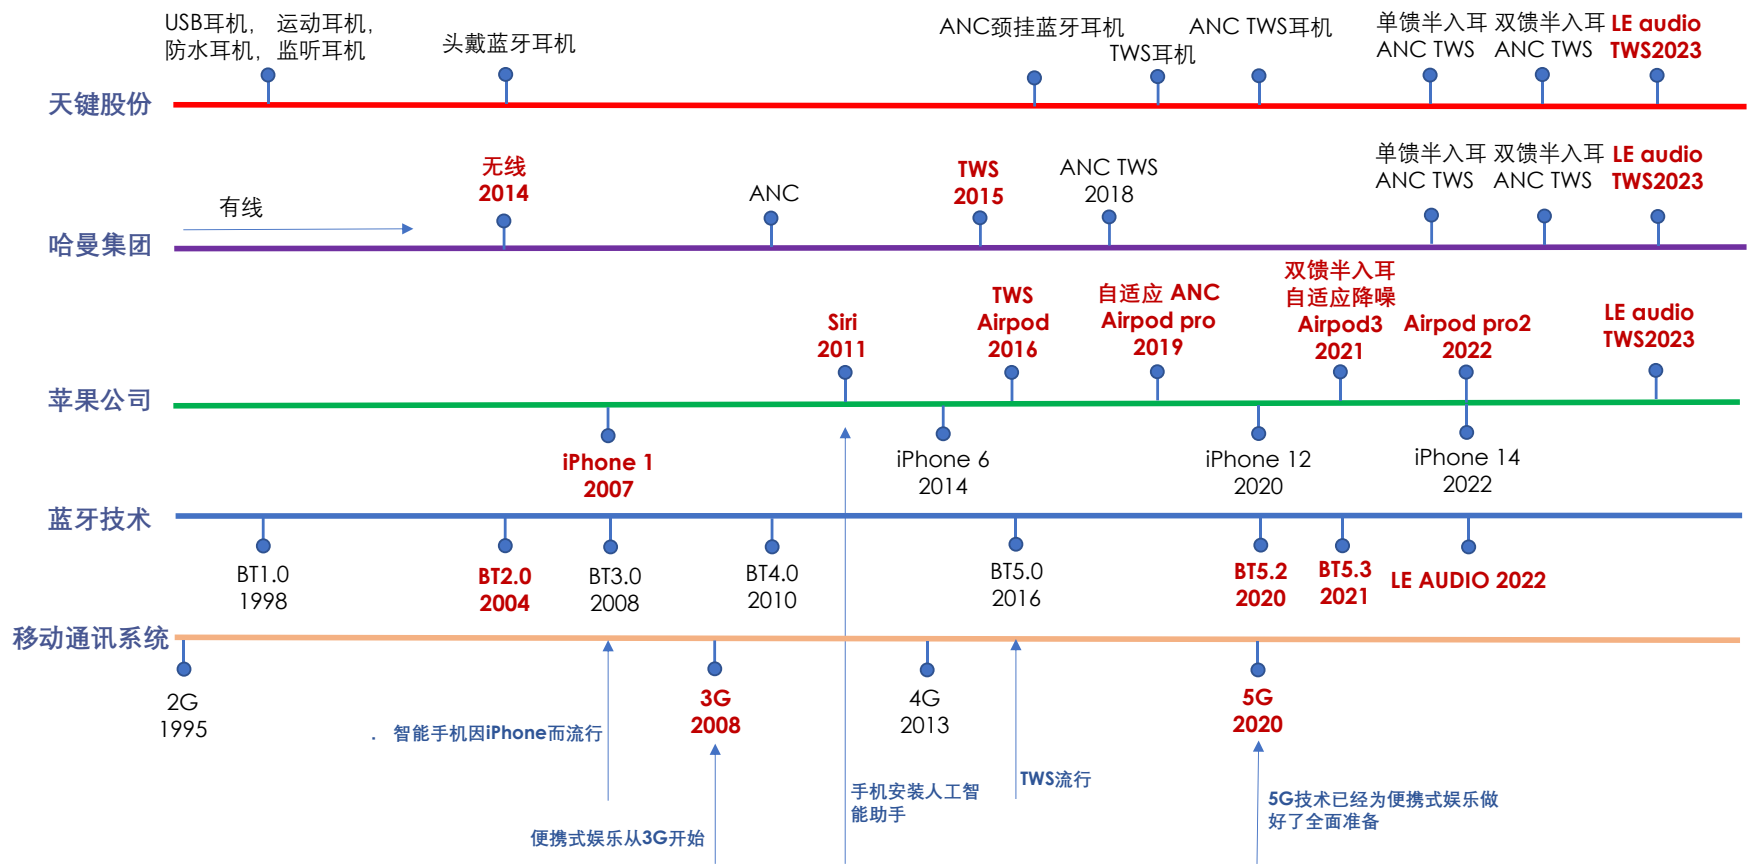 USB耳机， 运动耳机，
防水耳机， 监听耳机
头戴蓝牙耳机
ANC颈挂蓝牙耳机
TWS耳机
ANC TWS耳机
单馈半入耳
ANC TWS
双馈半入耳
ANC TWS
LE audio
TWS2023
天键股份
有线
无线
2014
ANC
TWS
2015
ANC TWS
2018
单馈半入耳
ANC TWS
双馈半入耳
ANC TWS
LE audio
TWS2023
哈曼集团
Siri
2011
TWS
Airpod
2016
自适应 ANC
Airpod pro
2019
双馈半入耳
自适应降噪
Airpod3
2021
Airpod pro2
2022
LE audio
TWS2023
苹果公司
iPhone 1
2007
iPhone 6
2014
iPhone 12
2020
iPhone 14
2022
蓝牙技术
BT1.0
1998
BT2.0
2004
BT3.0
2008
BT4.0
2010
BT5.0
2016
BT5.2
2020
BT5.3
2021
LE AUDIO 2022
移动通讯系统
2G
1995
3G
2008
4G
2013
5G
2020
. 智能手机因iPhone而流行
便携式娱乐从3G开始
手机安装人工智
能助手
TWS流行
5G技术已经为便携式娱乐做
好了全面准备